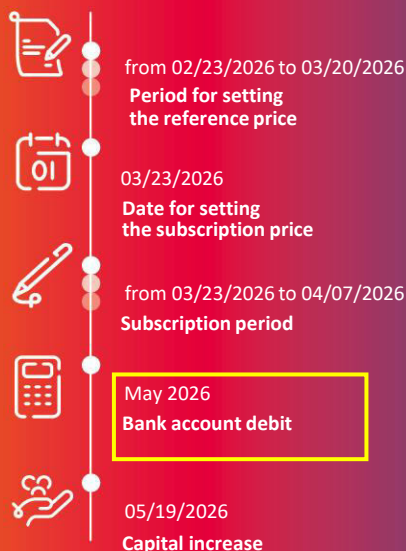 from 02/23/2026 to 03/20/2026
Period for setting
the reference price
01
03/23/2026
Date for setting
the subscription price
from 03/23/2026 to 04/07/2026
Subscription period
May 2026
Bank account debit
05/19/2026
Capital increase